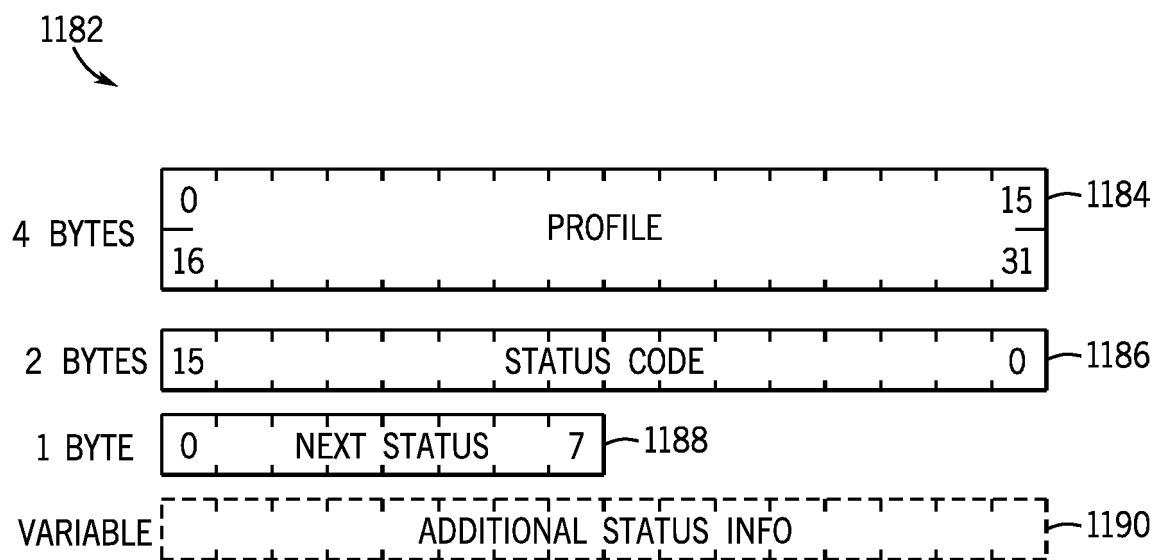 1182
0 15 1184
4 BYTES PROFILE
16 31
2 BYTES 15 STATUS CODE 0 1186
1 BYTE 0 NEXT STATUS 7 1188
VARIABLE ADDITIONAL STATUS INFO 1190